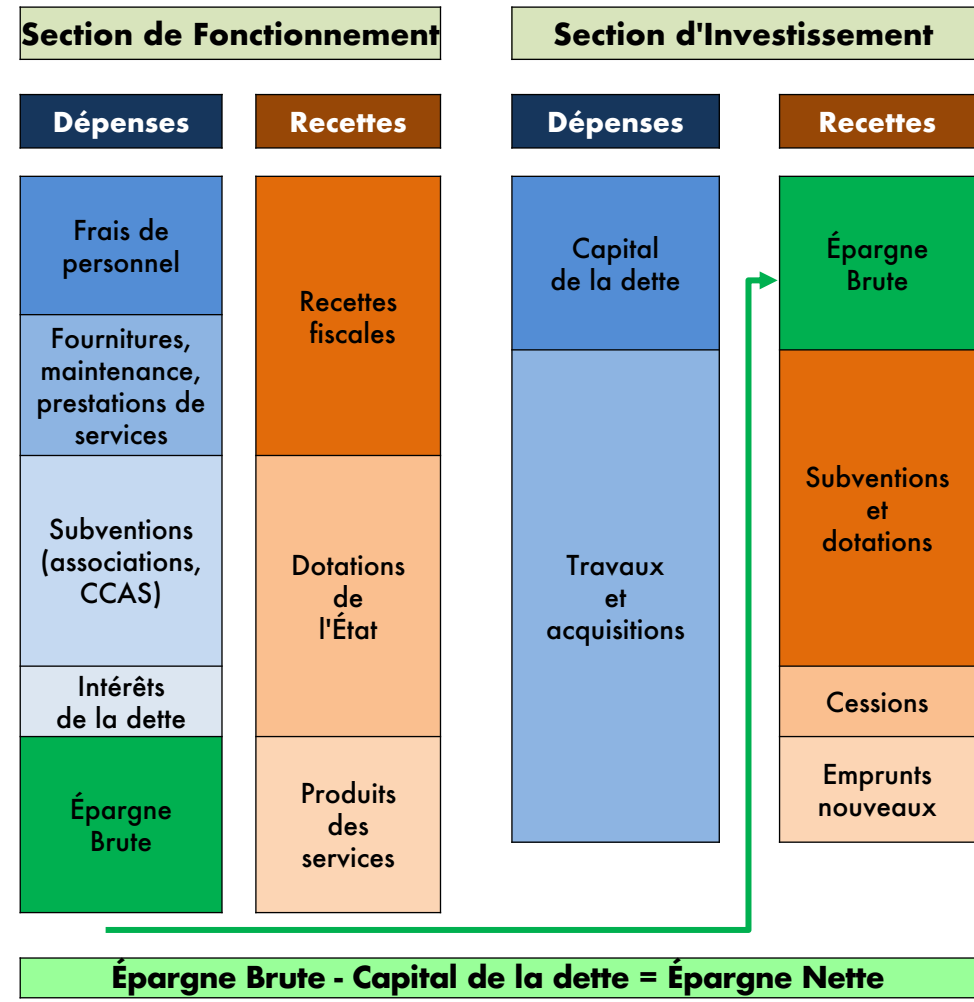 Section de Fonctionnement
Section d'Investissement
Dépenses
Recettes
Dépenses
Recettes
Frais de
personnel
Fournitures,
maintenance,
prestations de
services
Subventions
(associations,
CCAS)
Intérêts
de la dette
Épargne
Brute
Recettes
fiscales
Dotations
de
l'État
Produits
des
services
Capital
de la dette
Travaux
et
acquisitions
Épargne
Brute
Subventions
et
dotations
Cessions
Emprunts
nouveaux
Épargne Brute - Capital de la dette = Épargne Nette